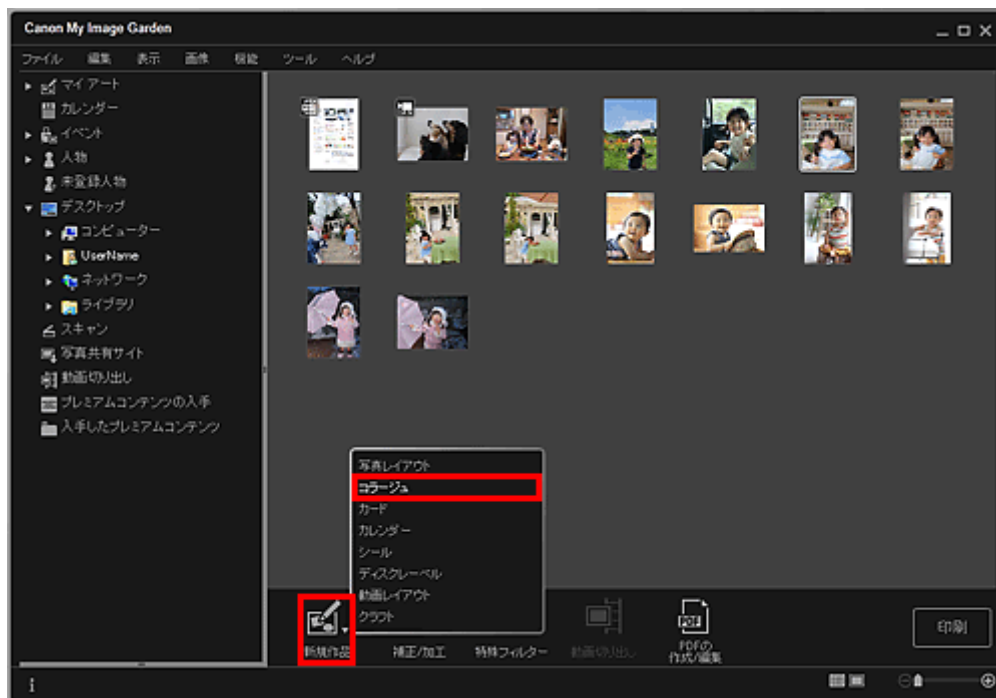 Canon My Image Garden
ファイル 編集 表示 画像 機能 ツール ヘルプ
マイ アート
カレンダー
イベント
人物
未登録人物
デスクトップ
コンピューター
UserName
ネットワーク
ライブラリ
スキャン
写真共有サイト
動画切り出し
プレミアムコンテンツの入手
入手したプレミアムコンテンツ
写真レイアウト
コラージュ
カード
カレンダー
シール
ディスクレーベル
動画レイアウト
クラフト
新規作品 補正/加工 特殊フィルター 動画切り出し PDFの
作成/編集
印刷